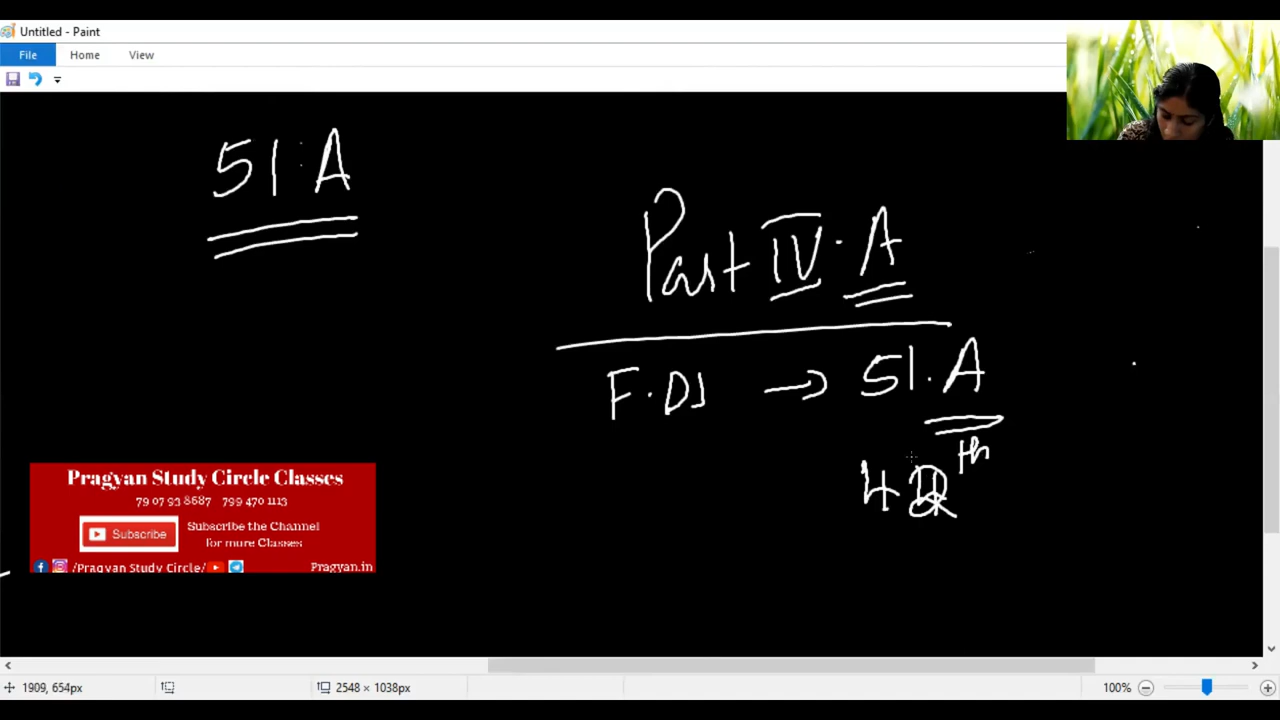 Untitled - Paint
File Home View
51.A
Part IV.A
F.Ds → 51.A
42th
Pragyan Study Circle Classes
79 07 93 8687 799 470 1113
Subscribe
Subscribe the Channel
for more Classes
/Pragyan Study Circle/
Pragyan.in
1909, 654px
2548 × 1038px
100%